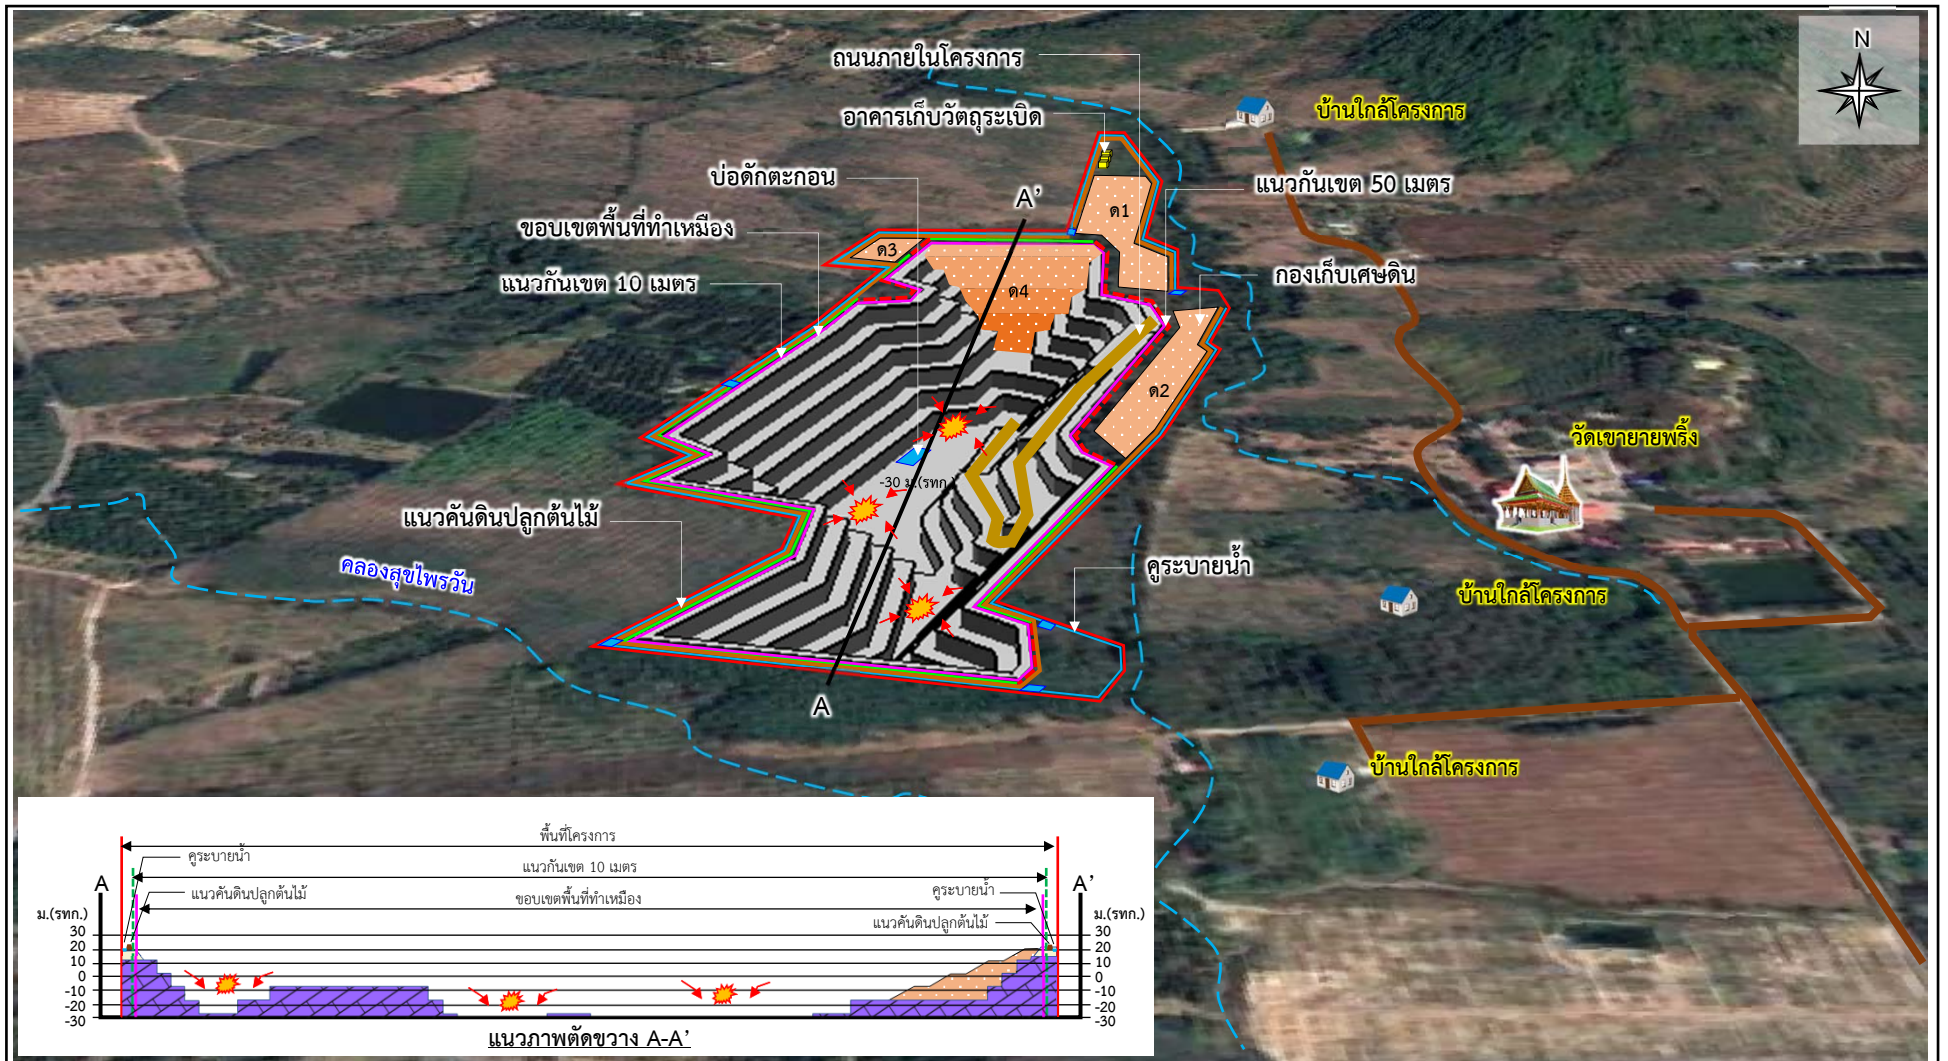 N
ถนนภายในโครงการ
บ้านใกล้โครงการ
อาคารเก็บวัตถุระเบิด
บ่อดักตะกอน
แนวกันเขต 50 เมตร
A’
ด1
ขอบเขตพื้นที่ทำเหมือง
ด3
แนวกันเขต 10 เมตร
กองเก็บเศษดิน
ด4
ด2
วัดเขายายพริ้ง
-30 ม.(รทก.)
แนวคันดินปลูกต้นไม้
คลองสุขไพรวัน
คูระบายน้ำ
บ้านใกล้โครงการ
A
บ้านใกล้โครงการ
พื้นที่โครงการ
คูระบายน้ำ
แนวกันเขต 10 เมตร
A
แนวคันดินปลูกต้นไม้
ขอบเขตพื้นที่ทำเหมือง
คูระบายน้ำ
A’
ม.(รทก.)
แนวคันดินปลูกต้นไม้
ม.(รทก.)
30
20
10
0
-10
-20
-30
30
20
10
0
-10
-20
-30
แนวภาพตัดขวาง A-A’